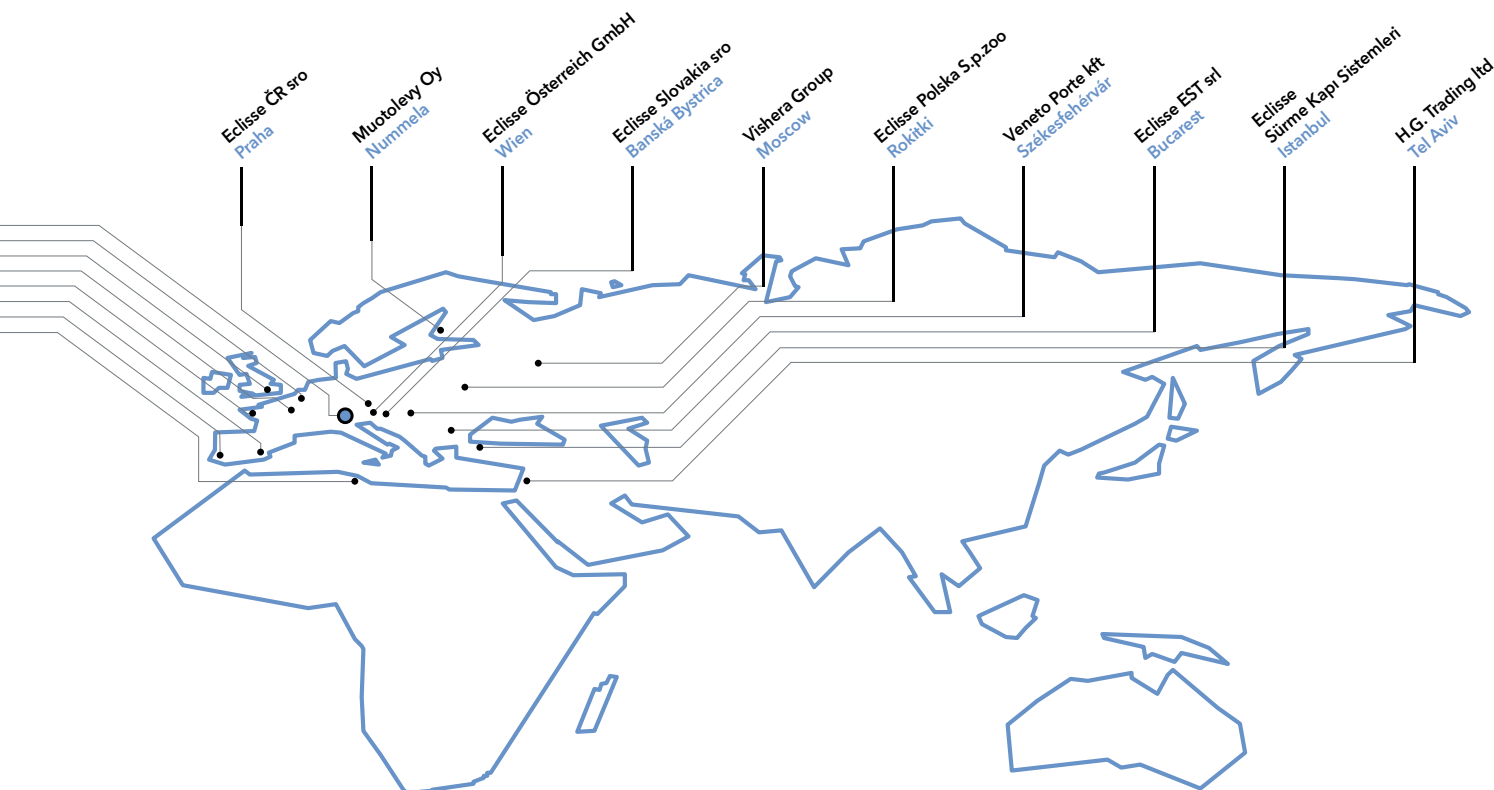 Eclisse ČR sro
Praha
Muotolevy Oy
Nummela
Eclisse Österreich GmbH
Wien
Eclisse Slovakia sro
Banská Bystrica
Vishera Group
Moscow
Eclisse Polska S.p.zoo
Rokitki
Veneto Porte kft
Székesfehérvár
Eclisse EST srl
Bucarest
Eclisse
Sürme Kapı Sistemleri
Istanbul
H.G. Trading ltd
Tel Aviv